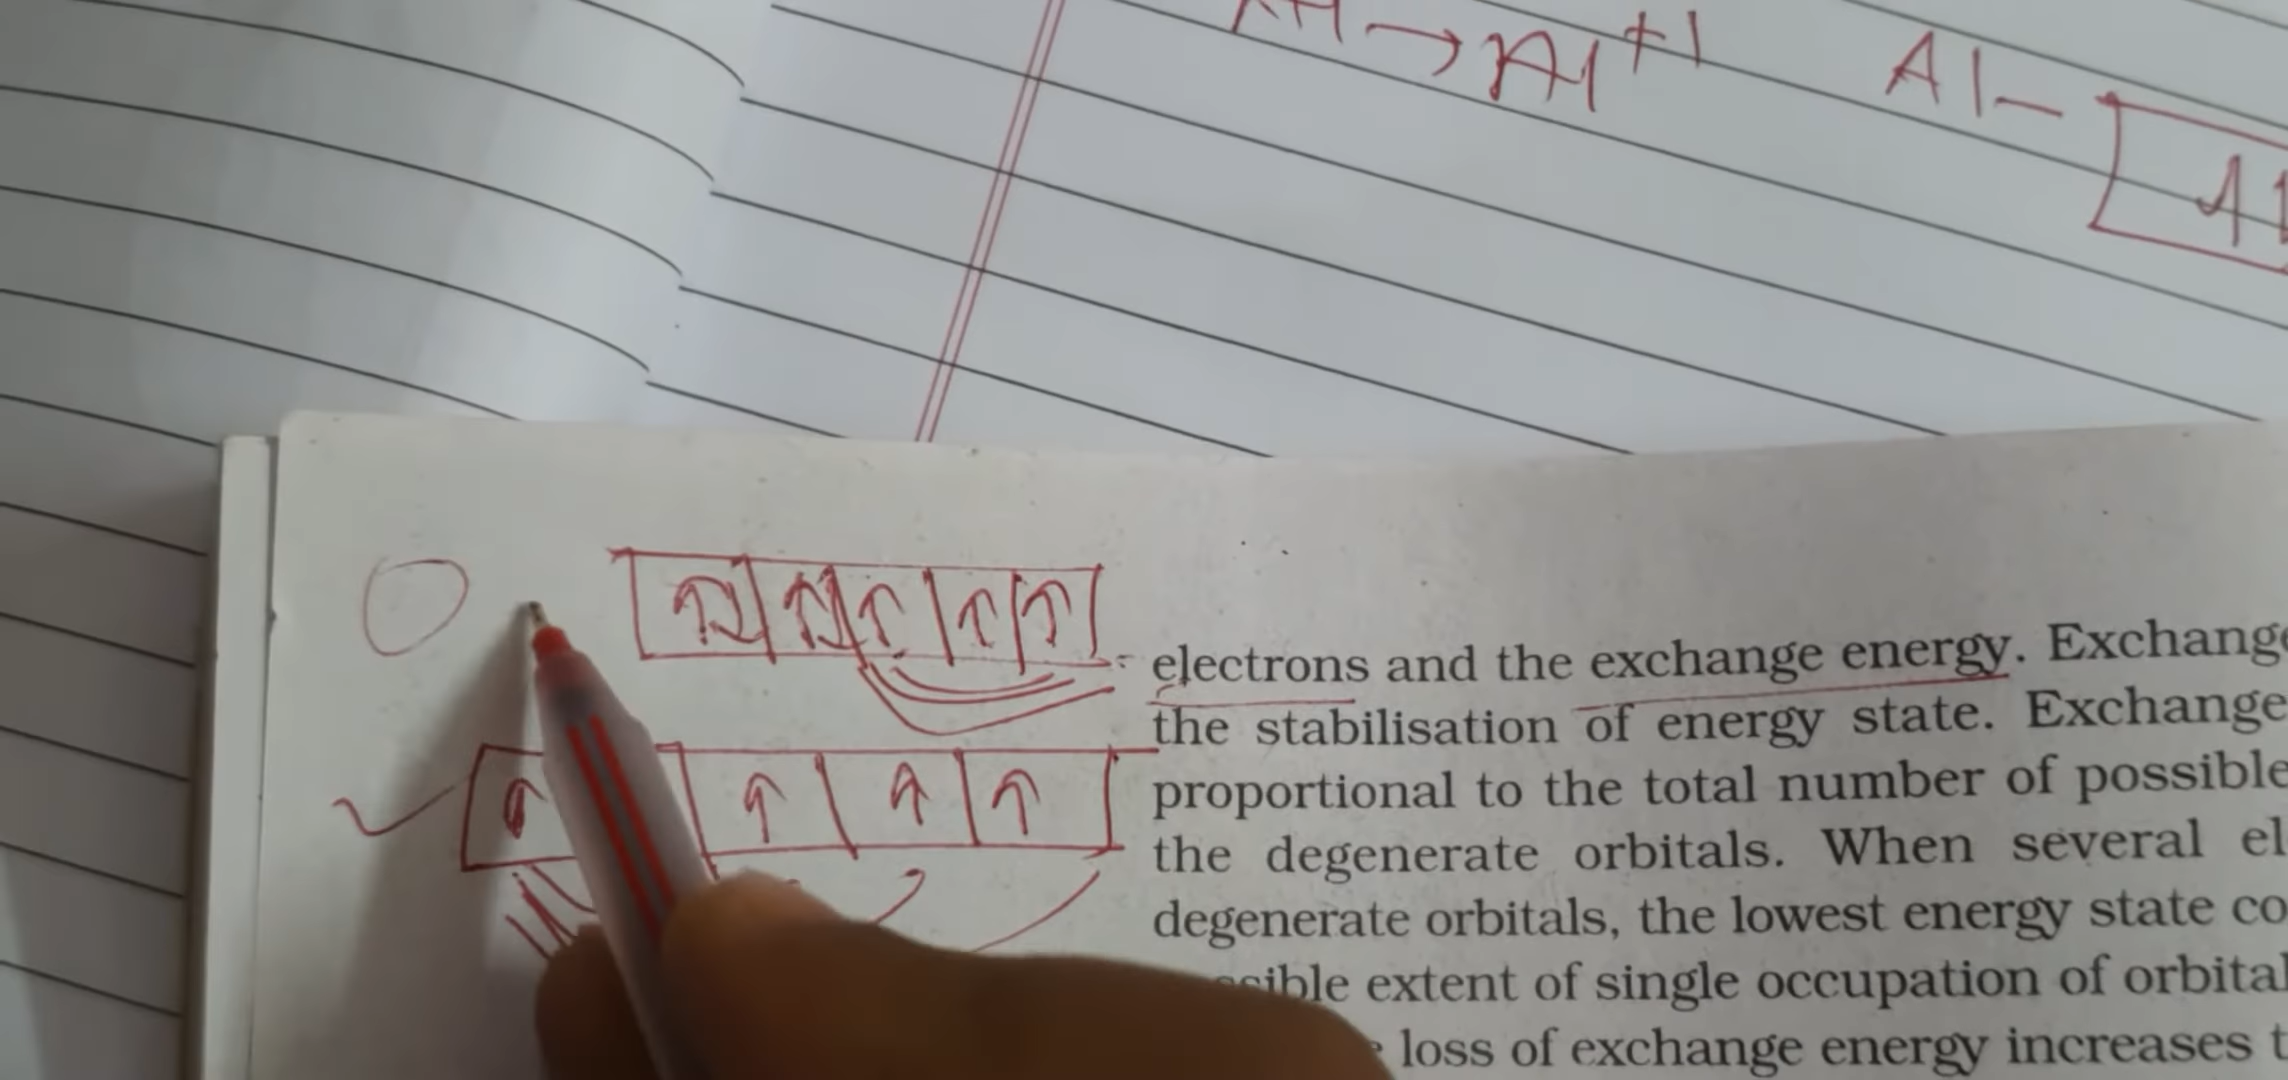 → Al+1 Al-
electrons and the exchange energy. Exchange
the stabilisation of energy state. Exchange
proportional to the total number of possible
the degenerate orbitals. When several el
degenerate orbitals, the lowest energy state co
ssible extent of single occupation of orbital
loss of exchange energy increases t